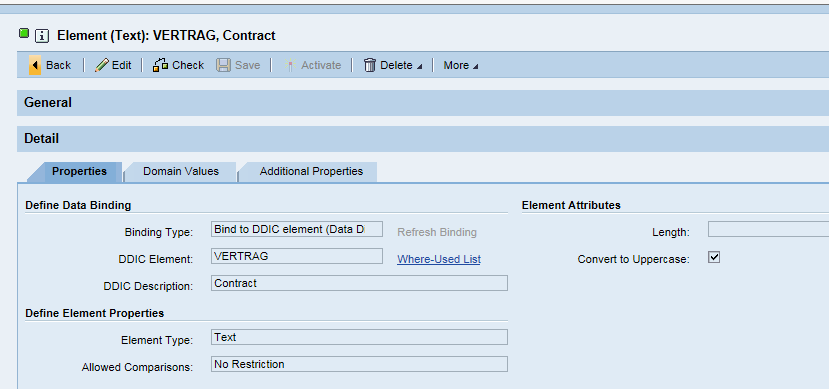 Element (Text): VERTRAG, Contract
Back Edit Check Save Activate Delete More
General
Detail
Properties Domain Values Additional Properties
Define Data Binding
Element Attributes
Binding Type: Bind to DDIC element (Data D Refresh Binding
Length:
DDIC Element: VERTRAG Where-Used List
Convert to Uppercase:
DDIC Description: Contract
Define Element Properties
Element Type: Text
Allowed Comparisons: No Restriction